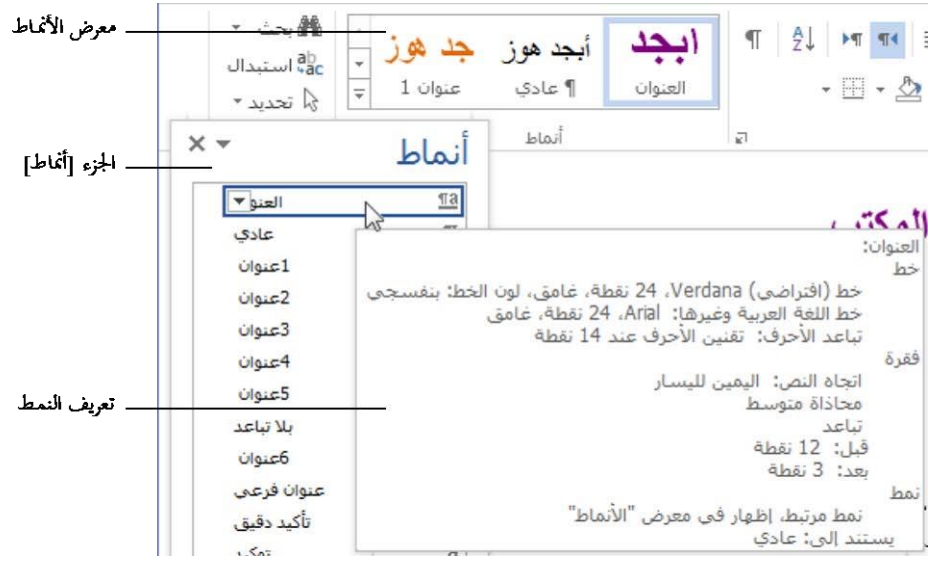 معرض الأنماط
بحث
استبدال
تحديد
جد هوز
عنوان 1
أبجد هوز
¶ عادي
ابجد
العنوان
أنماط
الجزء [أنماط]
أنماط
العنو
عادي
عنوان1
عنوان2
عنوان3
عنوان4
عنوان5
بلا تباعد
عنوان6
عنوان فرعي
تأكيد دقيق
توكيد
المكتب
العنوان:
خط
خط (افتراضي) Verdana، 24 نقطة، غامق، لون الخط: بنفسجي
خط اللغة العربية وغيرها: Arial، 24 نقطة، غامق
تباعد الأحرف: تقنين الأحرف عند 14 نقطة
فقرة
اتجاه النص: اليمين لليسار
محاذاة متوسط
تباعد
قبل: 12 نقطة
بعد: 3 نقطة
نمط
نمط مرتبط، إظهار في معرض "الأنماط"
يستند إلى: عادي
تعريف النمط